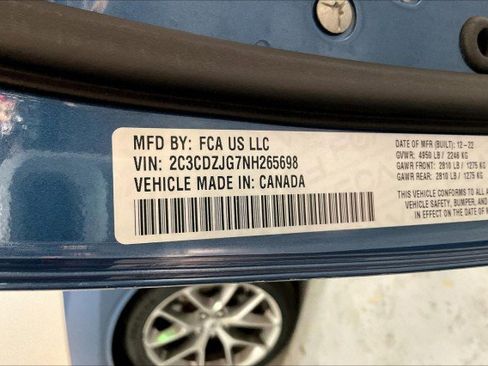 MFD BY: FCA US LLC
VIN: 2C3CDZJG7NH265698
VEHICLE MADE IN: CANADA
DATE OF MFR (BUILT): 12-22
GVWR: 4950 LB / 2246 KG
GAWR FRONT: 2810 LB / 1275 KG
GAWR REAR: 2810 LB / 1275 KG
THIS VEHICLE CONFORMS TO ALL A
VEHICLE SAFETY, BUMPER, AND
IN EFFECT ON THE DATE OF M